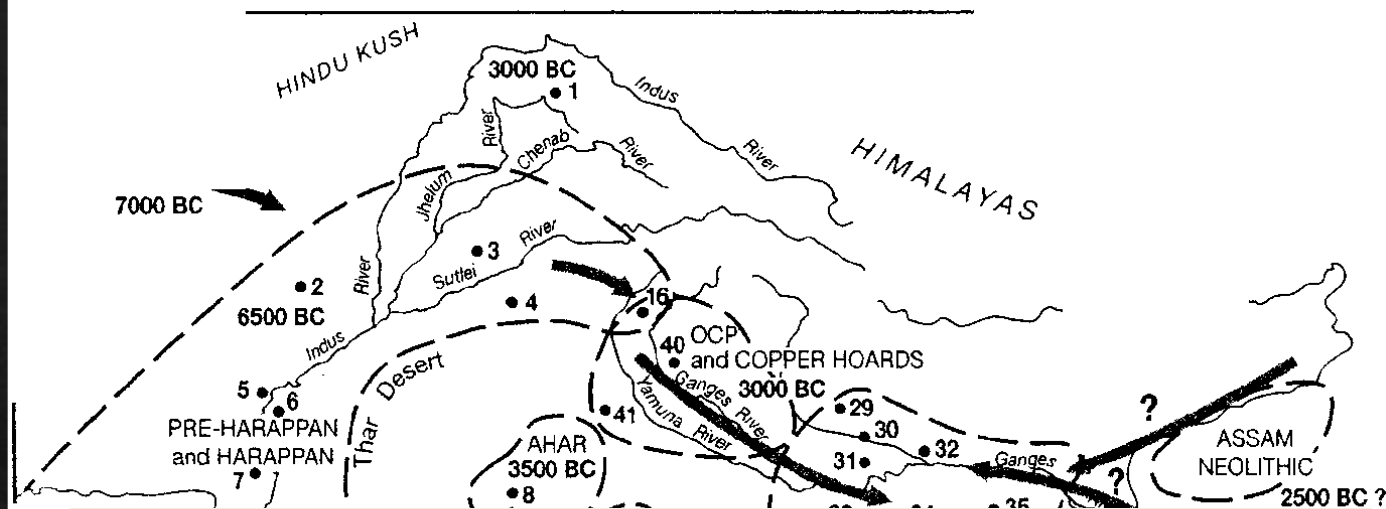 HINDU KUSH
3000 BC
1
Indus
River
River
Chenab
River
HIMALAYAS
Jhelum
7000 BC
3
River
Sutlei
River
2
4
16
6500 BC
Indus
40
OCP
and COPPER HOARDS
3000 BC
Desert
Thar
5
6
41
Ganges River
Yamuna River
29
30
32
31
?
PRE-HARAPPAN
and HARAPPAN
7
AHAR
3500 BC
8
Ganges
?
ASSAM
NEOLITHIC
2500 BC ?
35